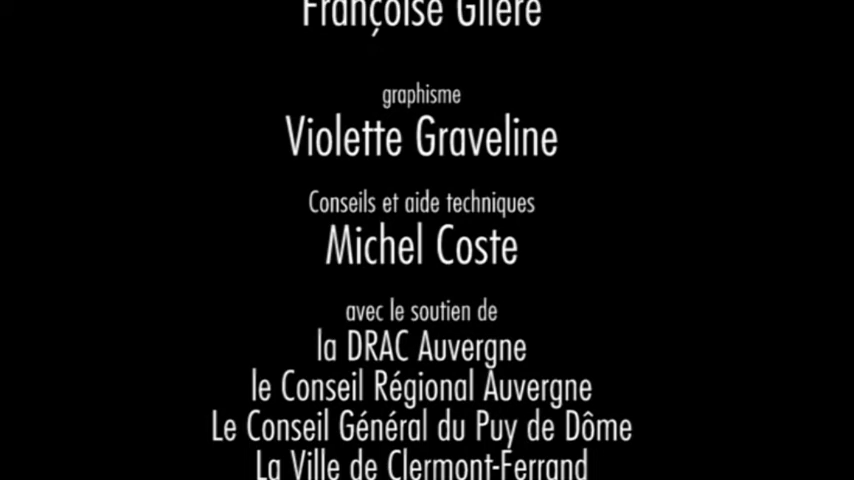 Françoise Glière
graphisme
Violette Graveline
Conseils et aide techniques
Michel Coste
avec le soutien de
la DRAC Auvergne
le Conseil Régional Auvergne
Le Conseil Général du Puy de Dôme
La Ville de Clermont-Ferrand